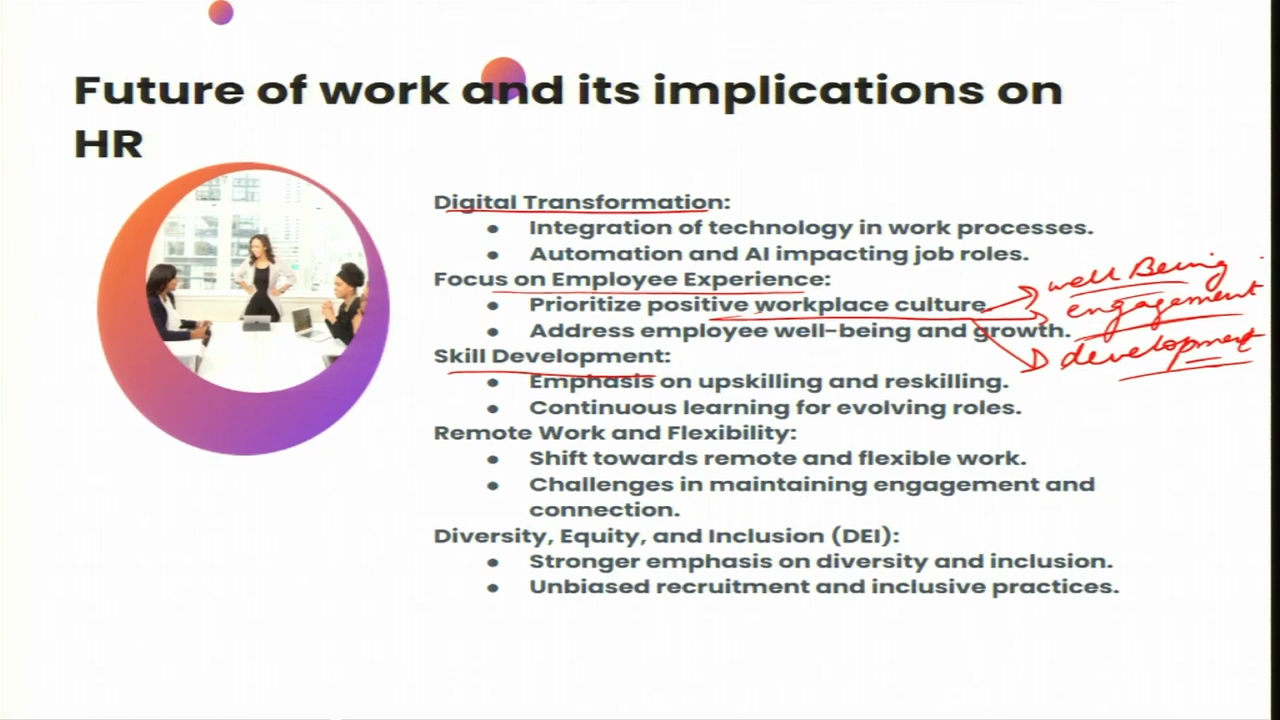 Future of work and its implications on
HR
Digital Transformation:
● Integration of technology in work processes.
● Automation and AI impacting job roles.
Focus on Employee Experience:
● Prioritize positive workplace culture
● Address employee well-being and growth.
well Being
engagement
development
Skill Development:
● Emphasis on upskilling and reskilling.
● Continuous learning for evolving roles.
Remote Work and Flexibility:
● Shift towards remote and flexible work.
● Challenges in maintaining engagement and
connection.
Diversity, Equity, and Inclusion (DEI):
● Stronger emphasis on diversity and inclusion.
● Unbiased recruitment and inclusive practices.